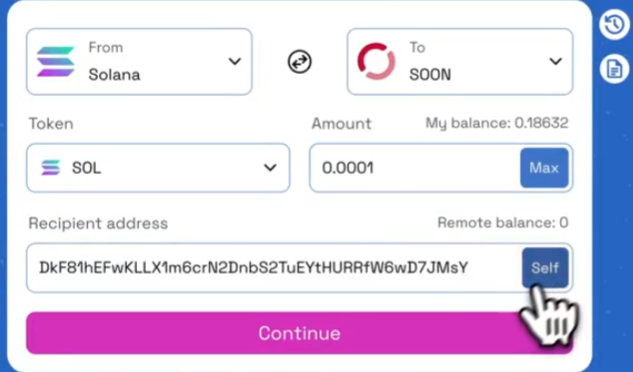 From
Solana
To
SOON
Token
Amount
My balance: 0.18632
SOL
0.0001
Max
Recipient address
Remote balance: 0
DkF81hEFwKLLX1m6crN2DnbS2TuEYtHURRfW6wD7JMsY
Self
Continue